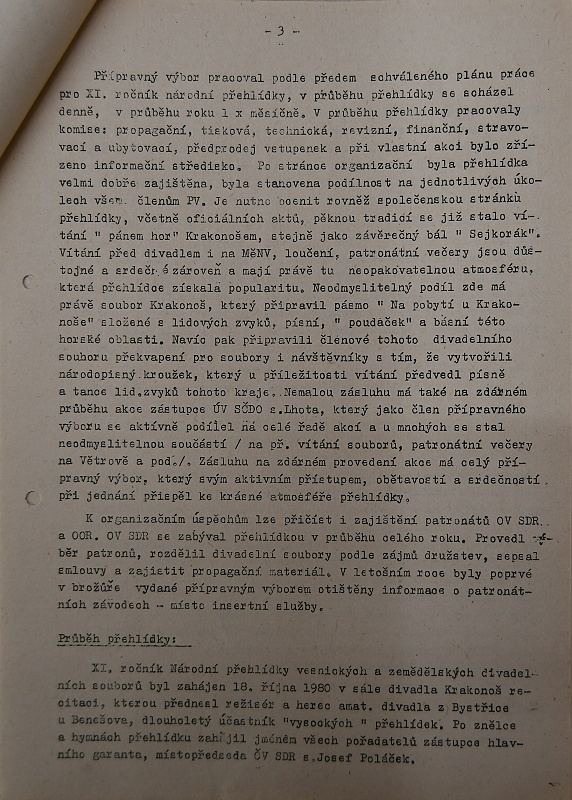 - 3 -
Přípravný výbor pracoval podle předem schváleného plánu práce
pro XI. ročník národní přehlídky, v průběhu přehlídky se scházel
denně, v průběhu roku 1 x měsíčně. V průběhu přehlídky pracovaly
komise: propagační, tisková, technická, revizní, finanční, stravo-
vací a ubytovací, předprodej vstupenek a při vlastní akci bylo zří-
zeno informační středisko. Po stránce organizační byla přehlídka
velmi dobře zajištěna, byla stanovena podílnost na jednotlivých úko-
lech všem členům PV. Je nutno ocenit rovněž společenskou stránku
přehlídky, včetně oficiálních aktů, pěknou tradicí se již stalo ví-
tání " pánem hor" Krakonošem, stejně jako závěrečný bál " Sejkorák".
Vítání před divadlem i na MěNV, loučení, patronátní večery jsou důs-
tojné a srdečné zároveň a mají právě tu neopakovatelnou atmosféru,
která přehlídce získala popularitu. Neodmyslitelný podíl zde má
právě soubor Krakonoš, který připravil pásmo " Na pobytí u Krako-
noše" složené s lidových zvyků, písní, " poudaček" a básní této
horské oblasti. Navíc pak připravili členové tohoto divadelního
souboru překvapení pro soubory i návštěvníky s tím, že vytvořili
národopisný kroužek, který u příležitosti vítání předvedl písně
a tance lid.zvyků tohoto kraje. Nemalou zásluhu má také na zdárném
průběhu akce zástupce ÚV SČDO s.Lhota, který jako člen přípravného
výboru se aktivně podílel na celé řadě akcí a u mnohých se stal
neodmyslitelnou součástí / na př. vítání souborů, patronátní večery
na Větrově a pod./. Zásluhu na zdárném provedení akce má celý pří-
pravný výbor, který svým aktivním přístupem, obětavostí a srdečností
při jednání přispěl ke krásné atmosféře přehlídky.
K organizačním úspěchům lze přičíst i zajištění patronátů OV SDR
a OOR. OV SDR se zabýval přehlídkou v průběhu celého roku. Provedl vý-
běr patronů, rozdělil divadelní soubory podle zájmů družstev, sepsal
smlouvy a zajistit propagační materiál. V letošním roce byly poprvé
v brožůře vydané přípravným výborem otištěny informace o patronát-
ních závodech - místo insertní služby.
Průběh přehlídky:
XI. ročník Národní přehlídky vesnických a zemědělských divadel-
ních souborů byl zahájen 18. října 1980 v sále divadla Krakonoš re-
citací, kterou přednesl režisér a herec amat. divadla z Bystřice
u Benešova, dlouholetý účastník "vysockých " přehlídek. Po znělce
a hymnách přehlídku zahájil jménem všech pořadatelů zástupce hlav-
ního garanta, místopředseda ČV SDR s.Josef Poláček.